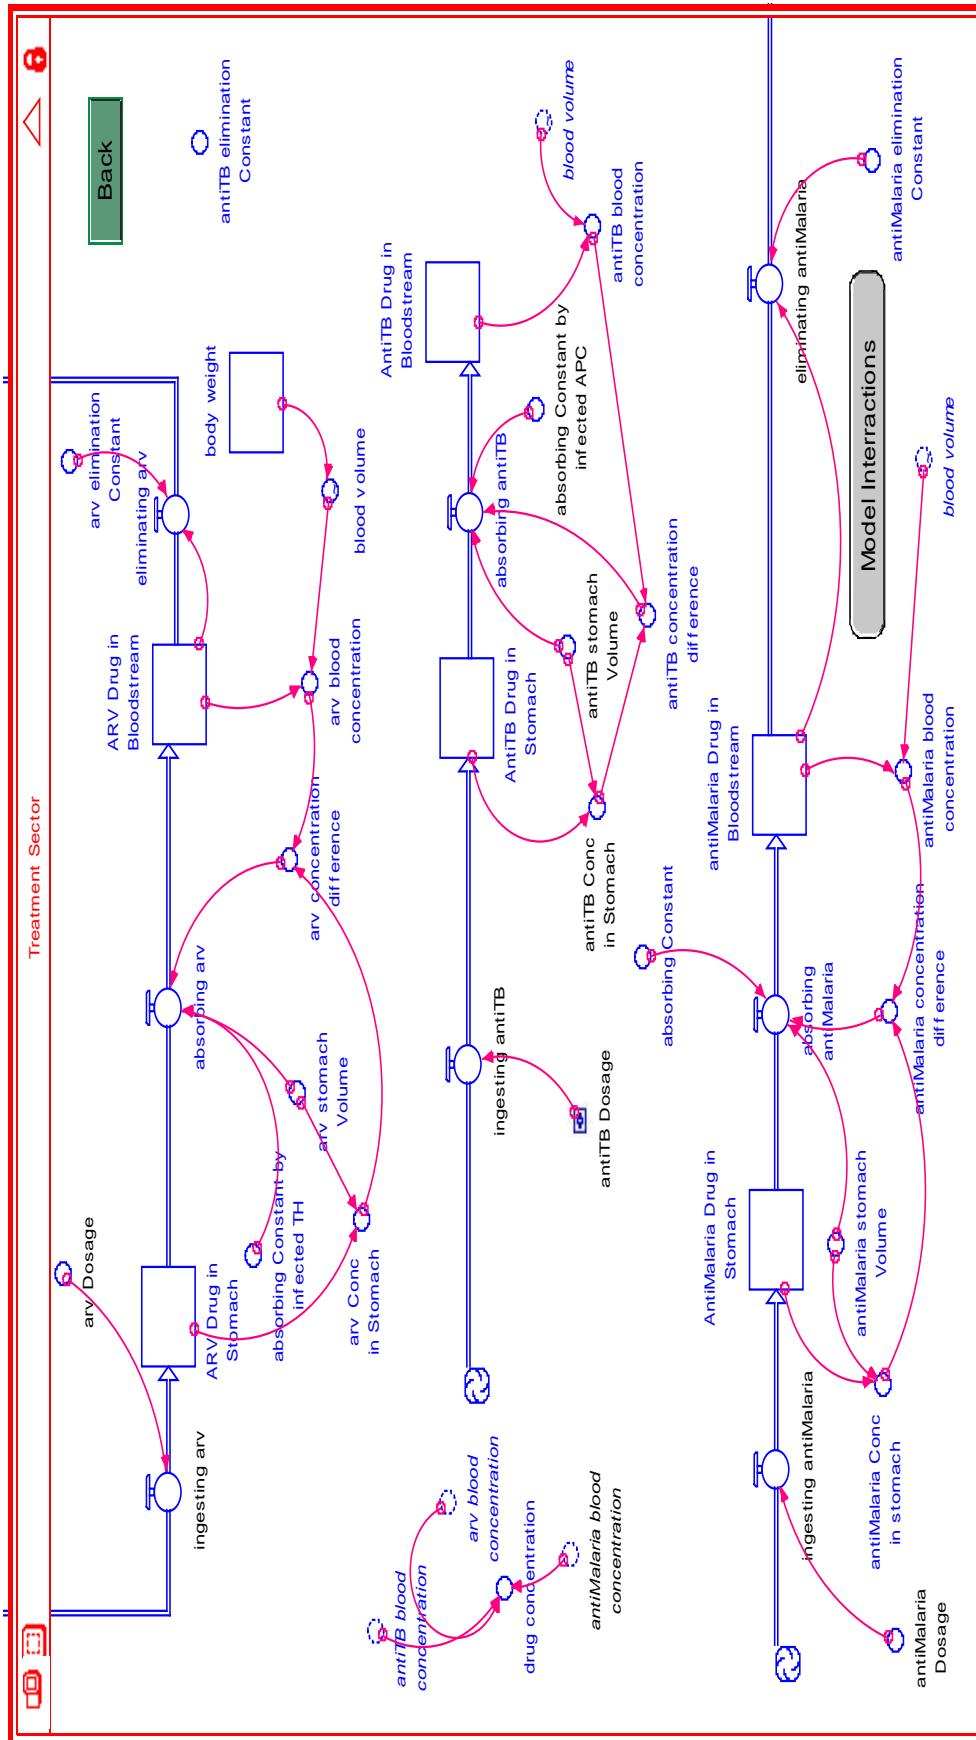 Treatment Sector
Back
arv Dosage
arv elimination
Constant
antiTB elimination
Constant
ingesting arv
ARV Drug in
Stomach
absorbing arv
ARV Drug in
Bloodstream
eliminating arv
body weight
absorbing Constant by
infected TH
arv stomach
Volume
arv concentration
difference
arv blood
concentration
blood volume
arv Conc
in Stomach
antiTB blood
concentration
arv blood
concentration
drug concentration
antiMalaria blood
concentration
ingesting antiTB
antiTB Dosage
AntiTB Drug in
Stomach
absorbing antiTB
AntiTB Drug in
Bloodstream
absorbing Constant by
infected APC
antiTB stomach
Volume
antiTB Conc
in Stomach
antiTB concentration
difference
antiTB blood
concentration
blood volume
absorbing Constant
antiMalaria
Dosage
ingesting antiMalaria
AntiMalaria Drug in
Stomach
absorbing
antiMalaria
antiMalaria Drug in
Bloodstream
eliminating antiMalaria
antiMalaria elimination
Constant
antiMalaria stomach
Volume
antiMalaria Conc
in stomach
antiMalaria concentration
difference
antiMalaria blood
concentration
blood volume
Model Interractions